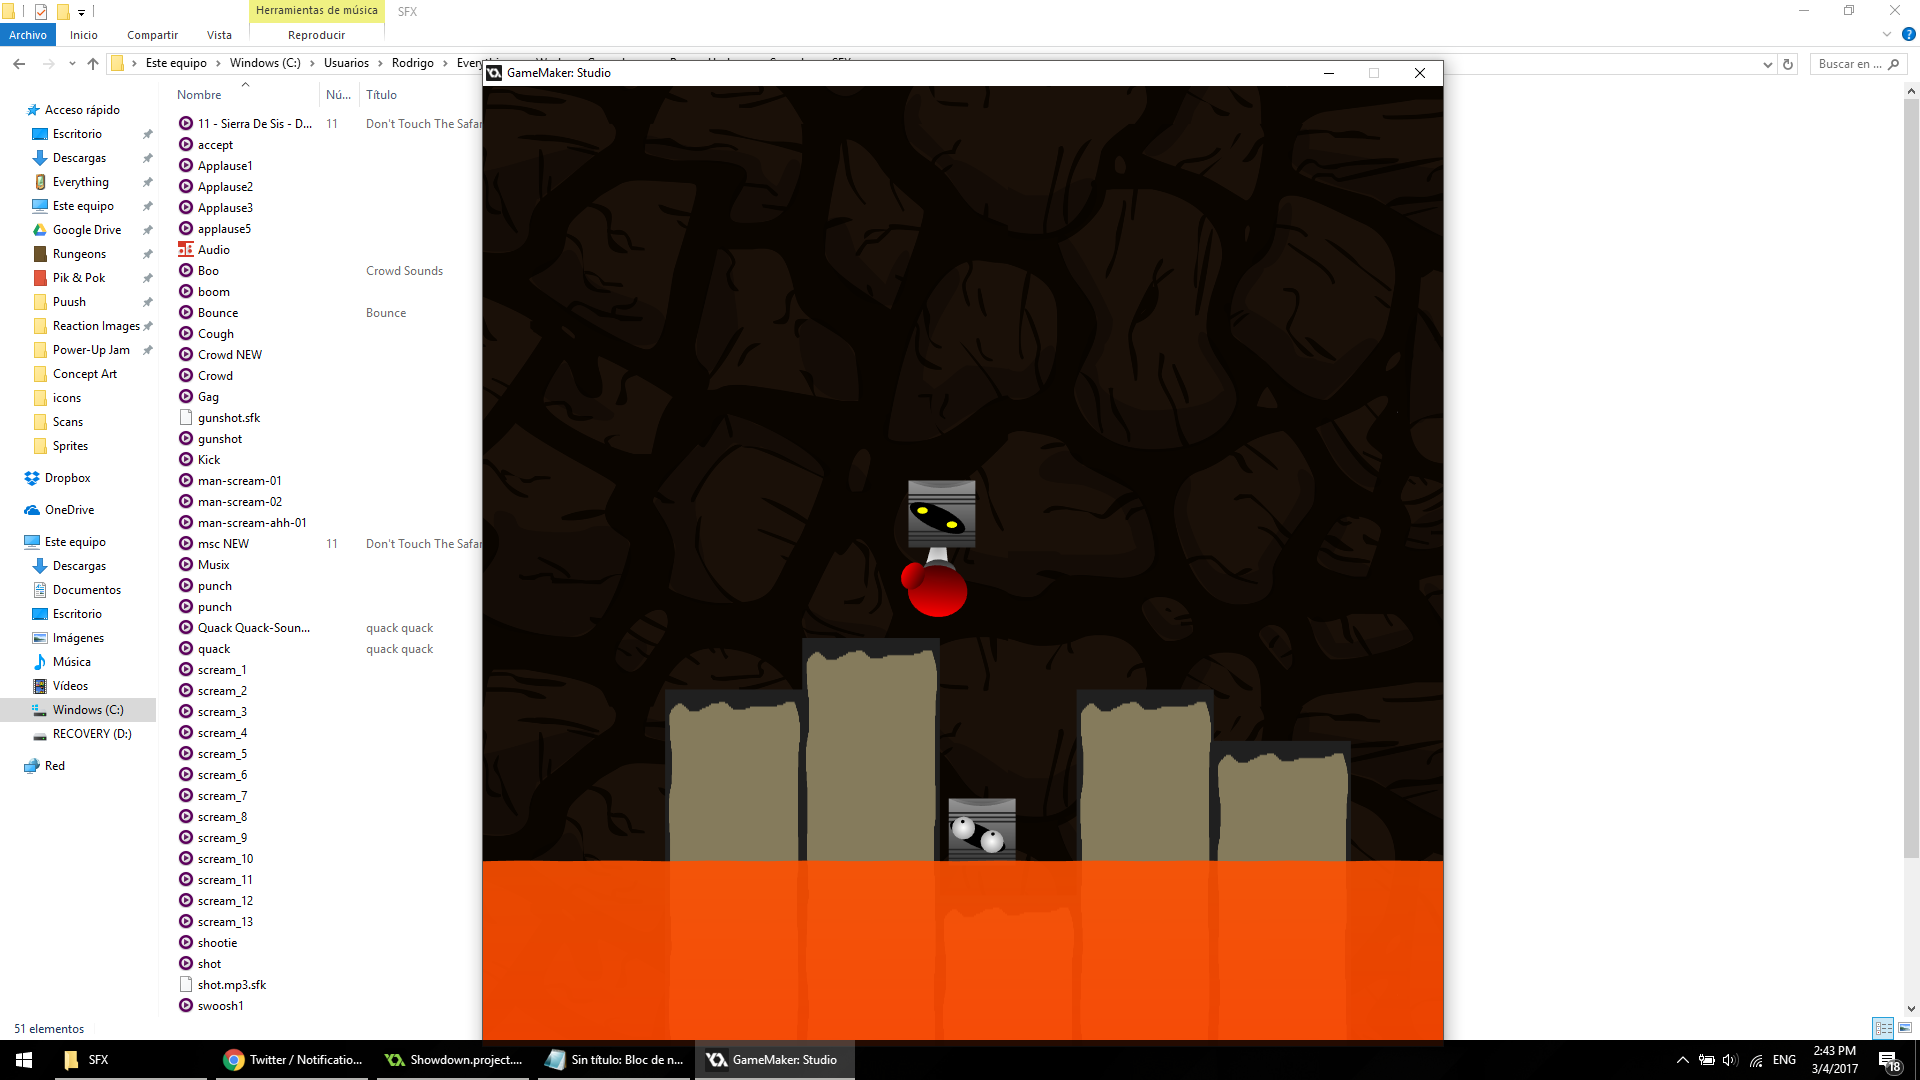 Herramientas de música
SFX
Archivo
Inicio
Compartir
Vista
Reproducir
Este equipo
Windows (C:)
Usuarios
Rodrigo
Buscar en ...
GameMaker: Studio
Nombre
Nú...
Título
Acceso rápido
Escritorio
Descargas
Everything
Este equipo
Google Drive
Rungeons
Pik & Pok
Puush
Reaction Images
Power-Up Jam
Concept Art
icons
Scans
Sprites
Dropbox
OneDrive
Este equipo
Descargas
Documentos
Escritorio
Imágenes
Música
Vídeos
Windows (C:)
RECOVERY (D:)
Red
11 - Sierra De Sis - D... 11 Don't Touch The Safar
accept
Applause1
Applause2
Applause3
applause5
Audio
Boo Crowd Sounds
boom
Bounce Bounce
Cough
Crowd NEW
Crowd
Gag
gunshot.sfk
gunshot
Kick
man-scream-01
man-scream-02
man-scream-ahh-01
msc NEW 11 Don't Touch The Safar
Musix
punch
punch
Quack Quack-Soun... quack quack
quack quack quack
scream_1
scream_2
scream_3
scream_4
scream_5
scream_6
scream_7
scream_8
scream_9
scream_10
scream_11
scream_12
scream_13
shootie
shot
shot.mp3.sfk
swoosh1
51 elementos
SFX
Twitter / Notificatio...
Showdown.project....
Sin título: Bloc de n...
GameMaker: Studio
ENG
2:43 PM
3/4/2017
18